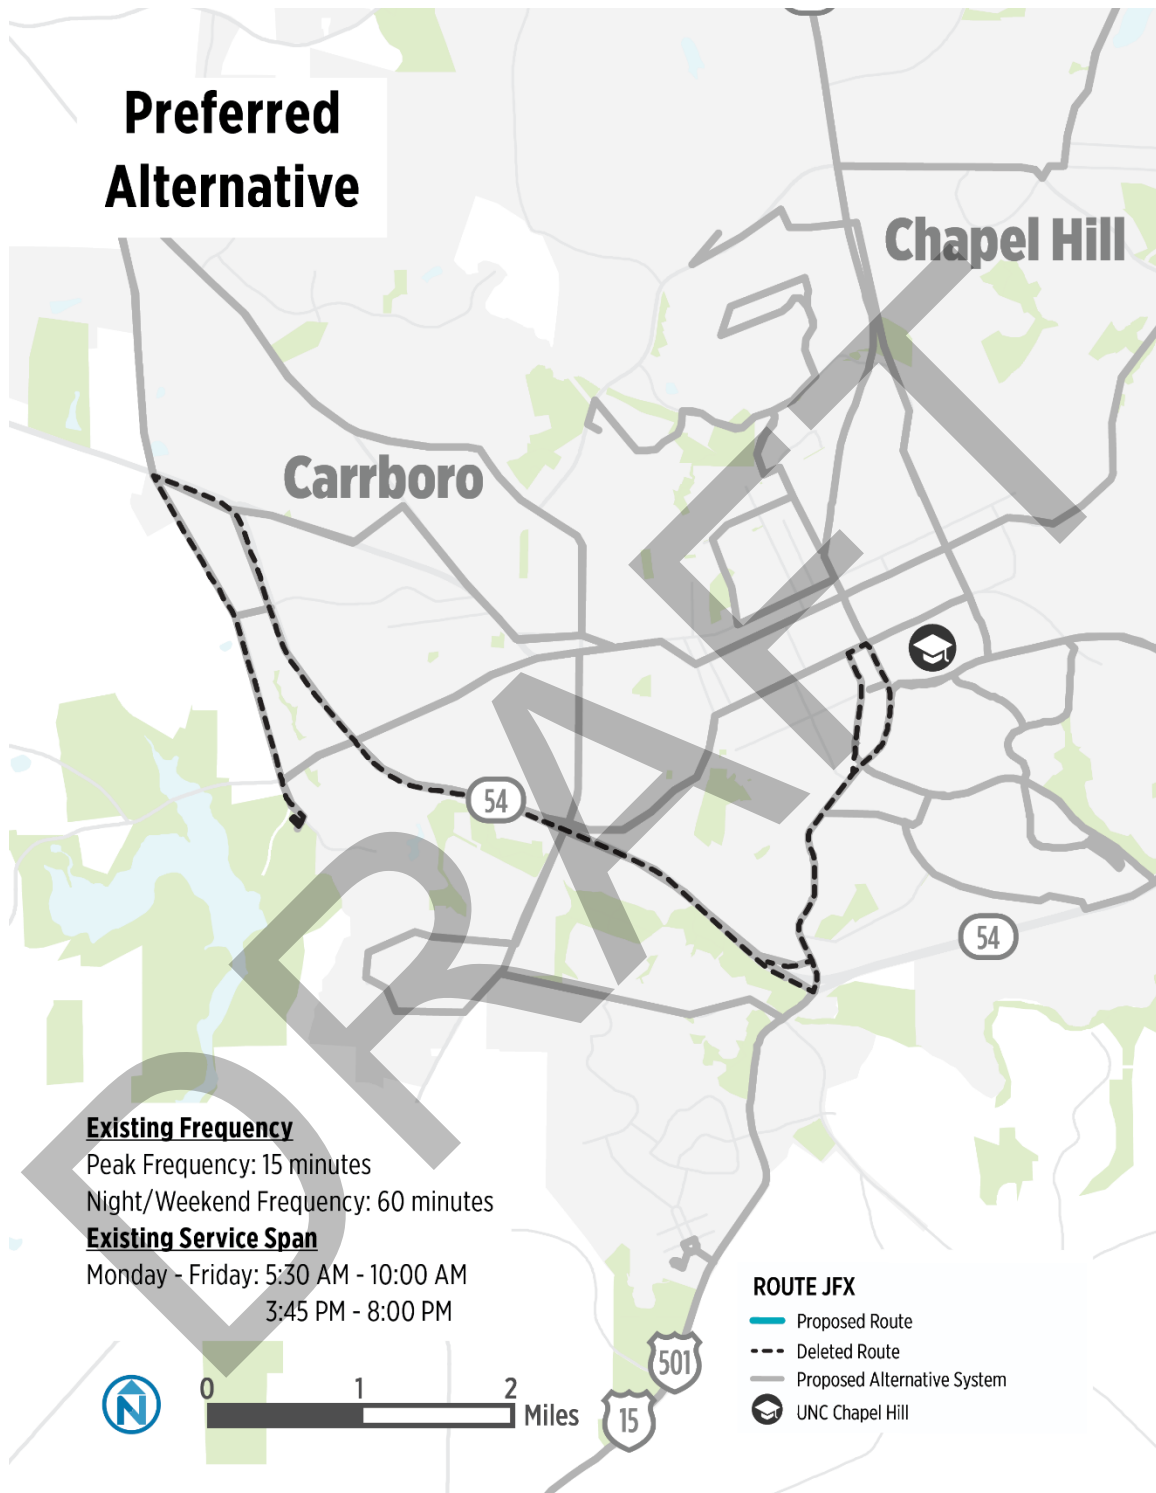 Preferred
Alternative
Chapel Hill
Carrboro
54
54
DRAFT
Existing Frequency
Peak Frequency: 15 minutes
Night/Weekend Frequency: 60 minutes
Existing Service Span
Monday - Friday: 5:30 AM - 10:00 AM
3:45 PM - 8:00 PM
ROUTE JFX
Proposed Route
Deleted Route
Proposed Alternative System
UNC Chapel Hill
501
15
N
0 1 2
Miles